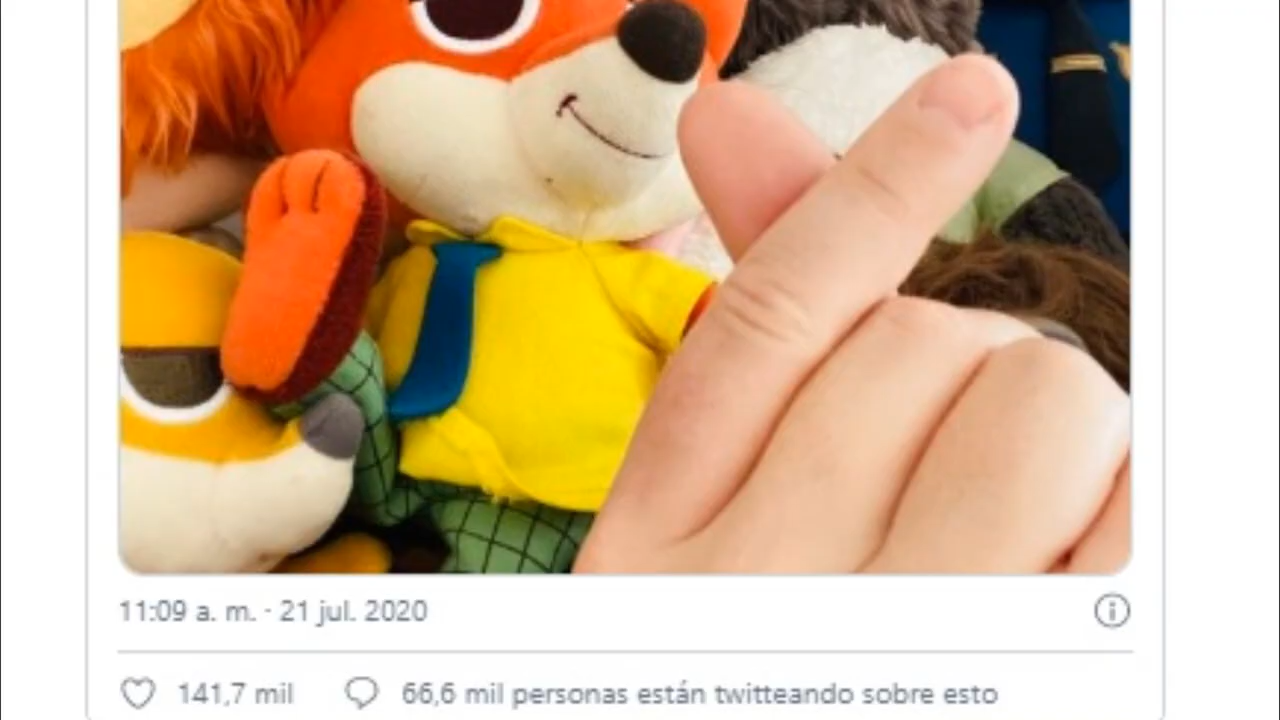 11:09 a. m. · 21 jul. 2020
141,7 mil 66,6 mil personas están twitteando sobre esto